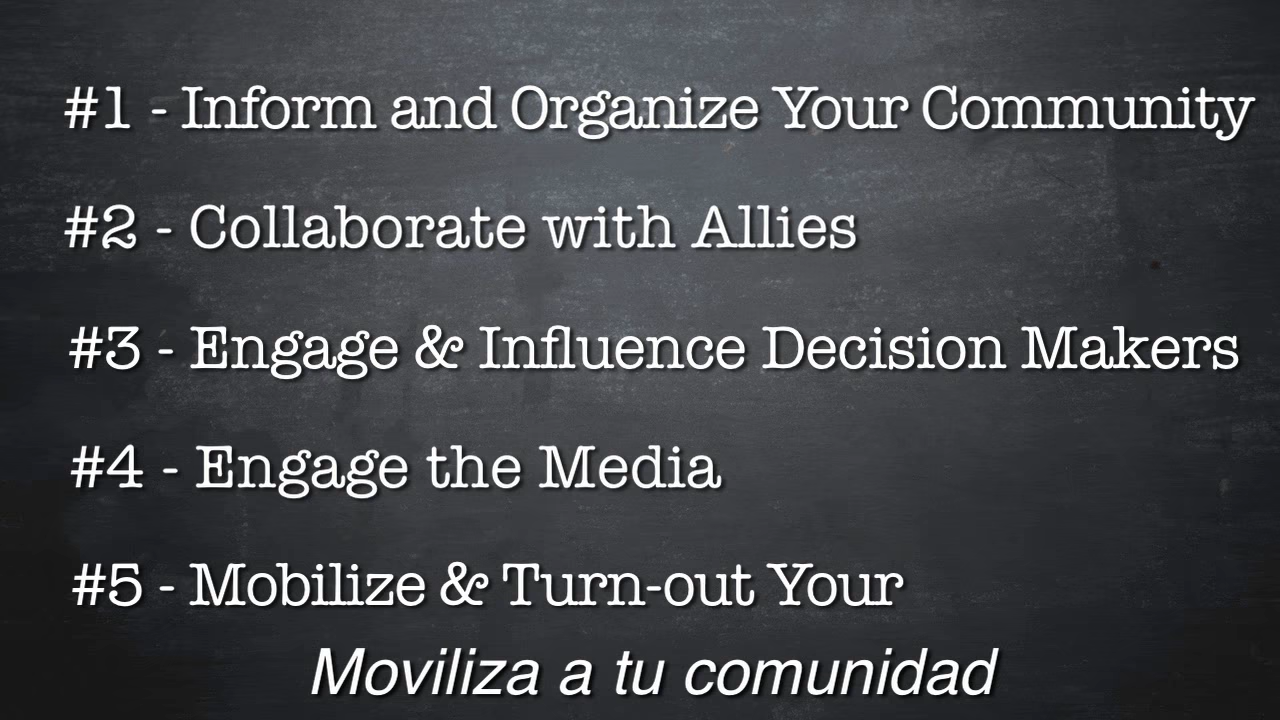 #1 - Inform and Organize Your Community
#2 - Collaborate with Allies
#3 - Engage & Influence Decision Makers
#4 - Engage the Media
#5 - Mobilize & Turn-out Your
Moviliza a tu comunidad